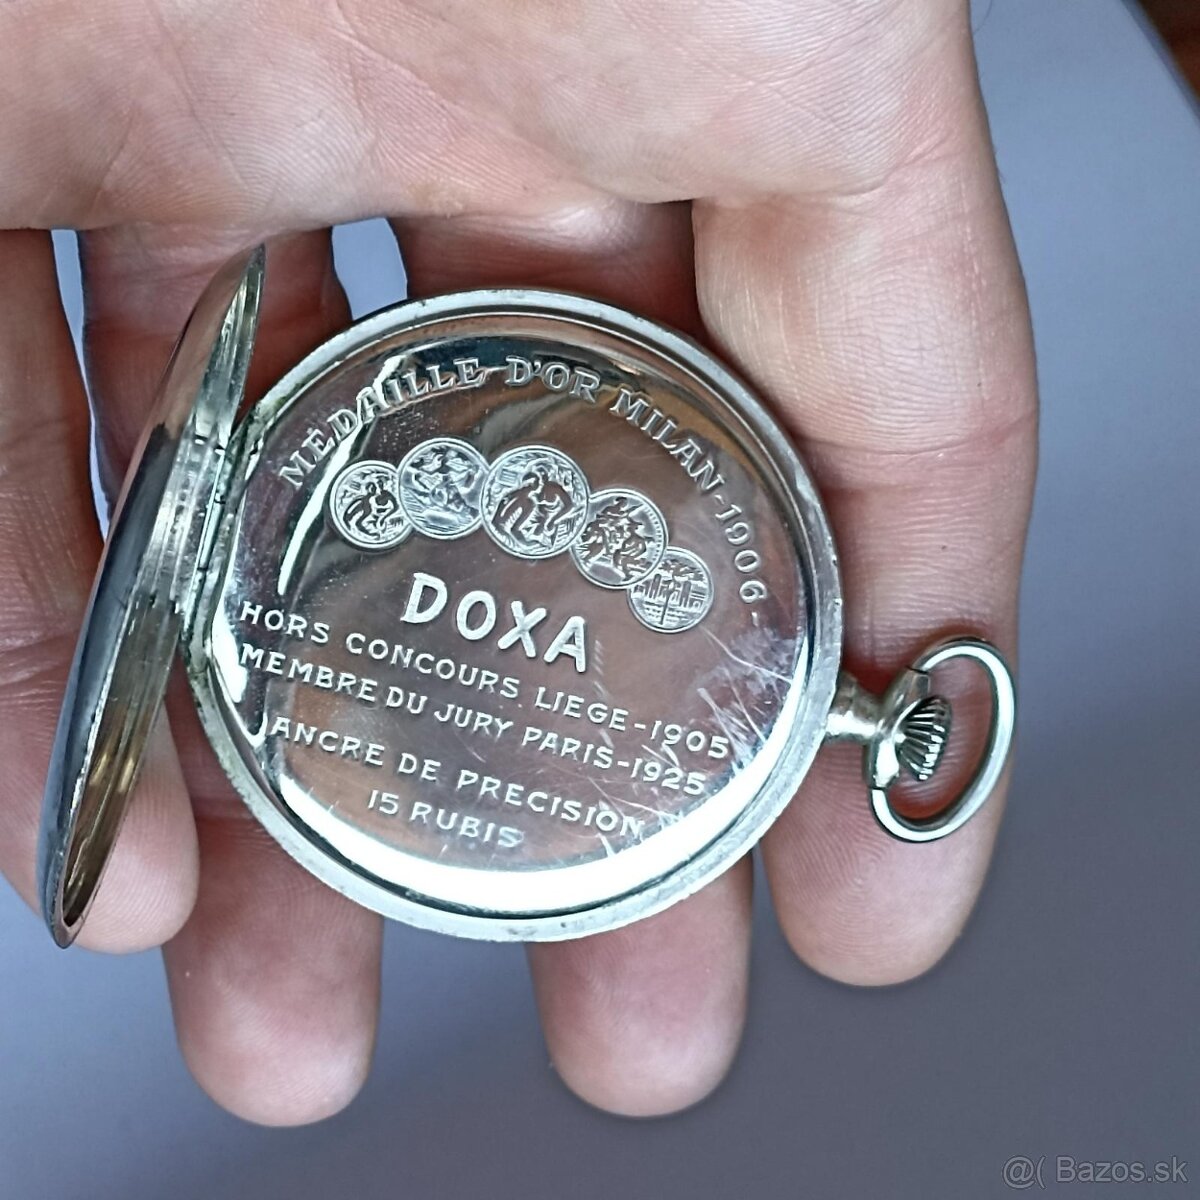 MÉDAILLE D'OR MILAN-1906-
DOXA
HORS CONCOURS LIEGE-1905
MEMBRE DU JURY PARIS-1925
ANCRE DE PRECISION
15 RUBIS
@( Bazos.sk